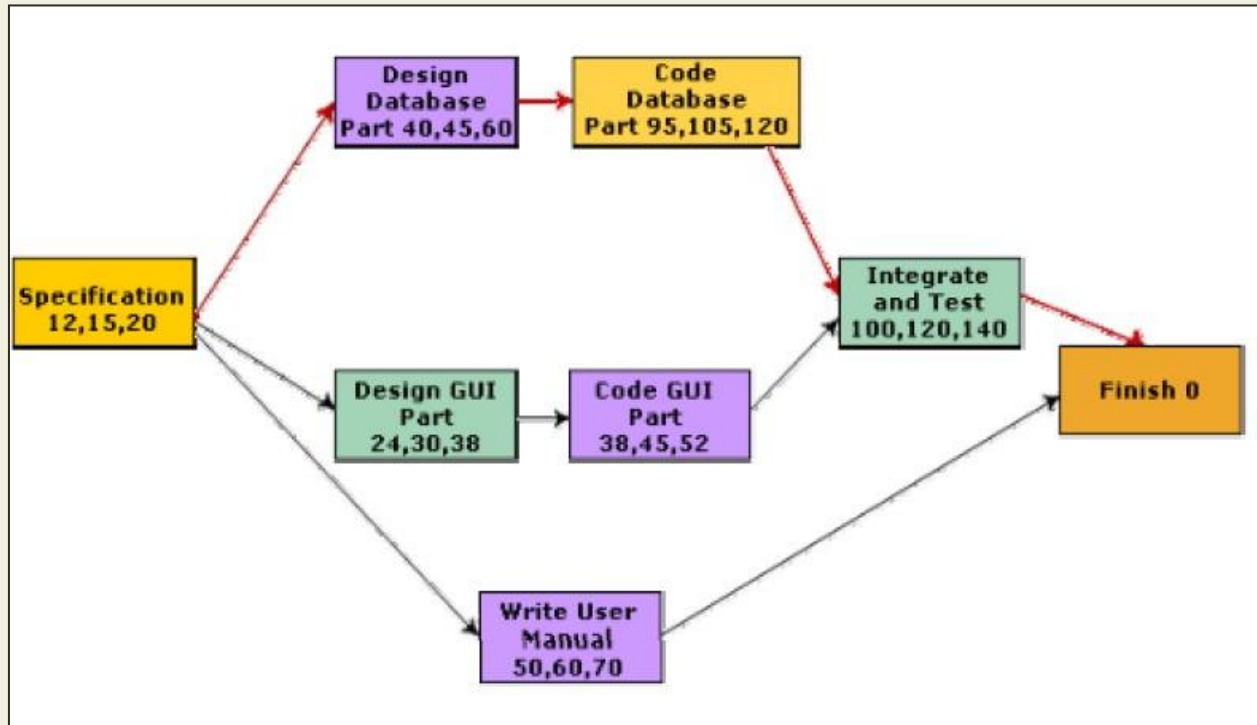 Design
Database
Part 40,45,60
Code
Database
Part 95,105,120
Specification
12,15,20
Integrate
and Test
100,120,140
Design GUI
Part
24,30,38
Code GUI
Part
38,45,52
Finish 0
Write User
Manual
50,60,70